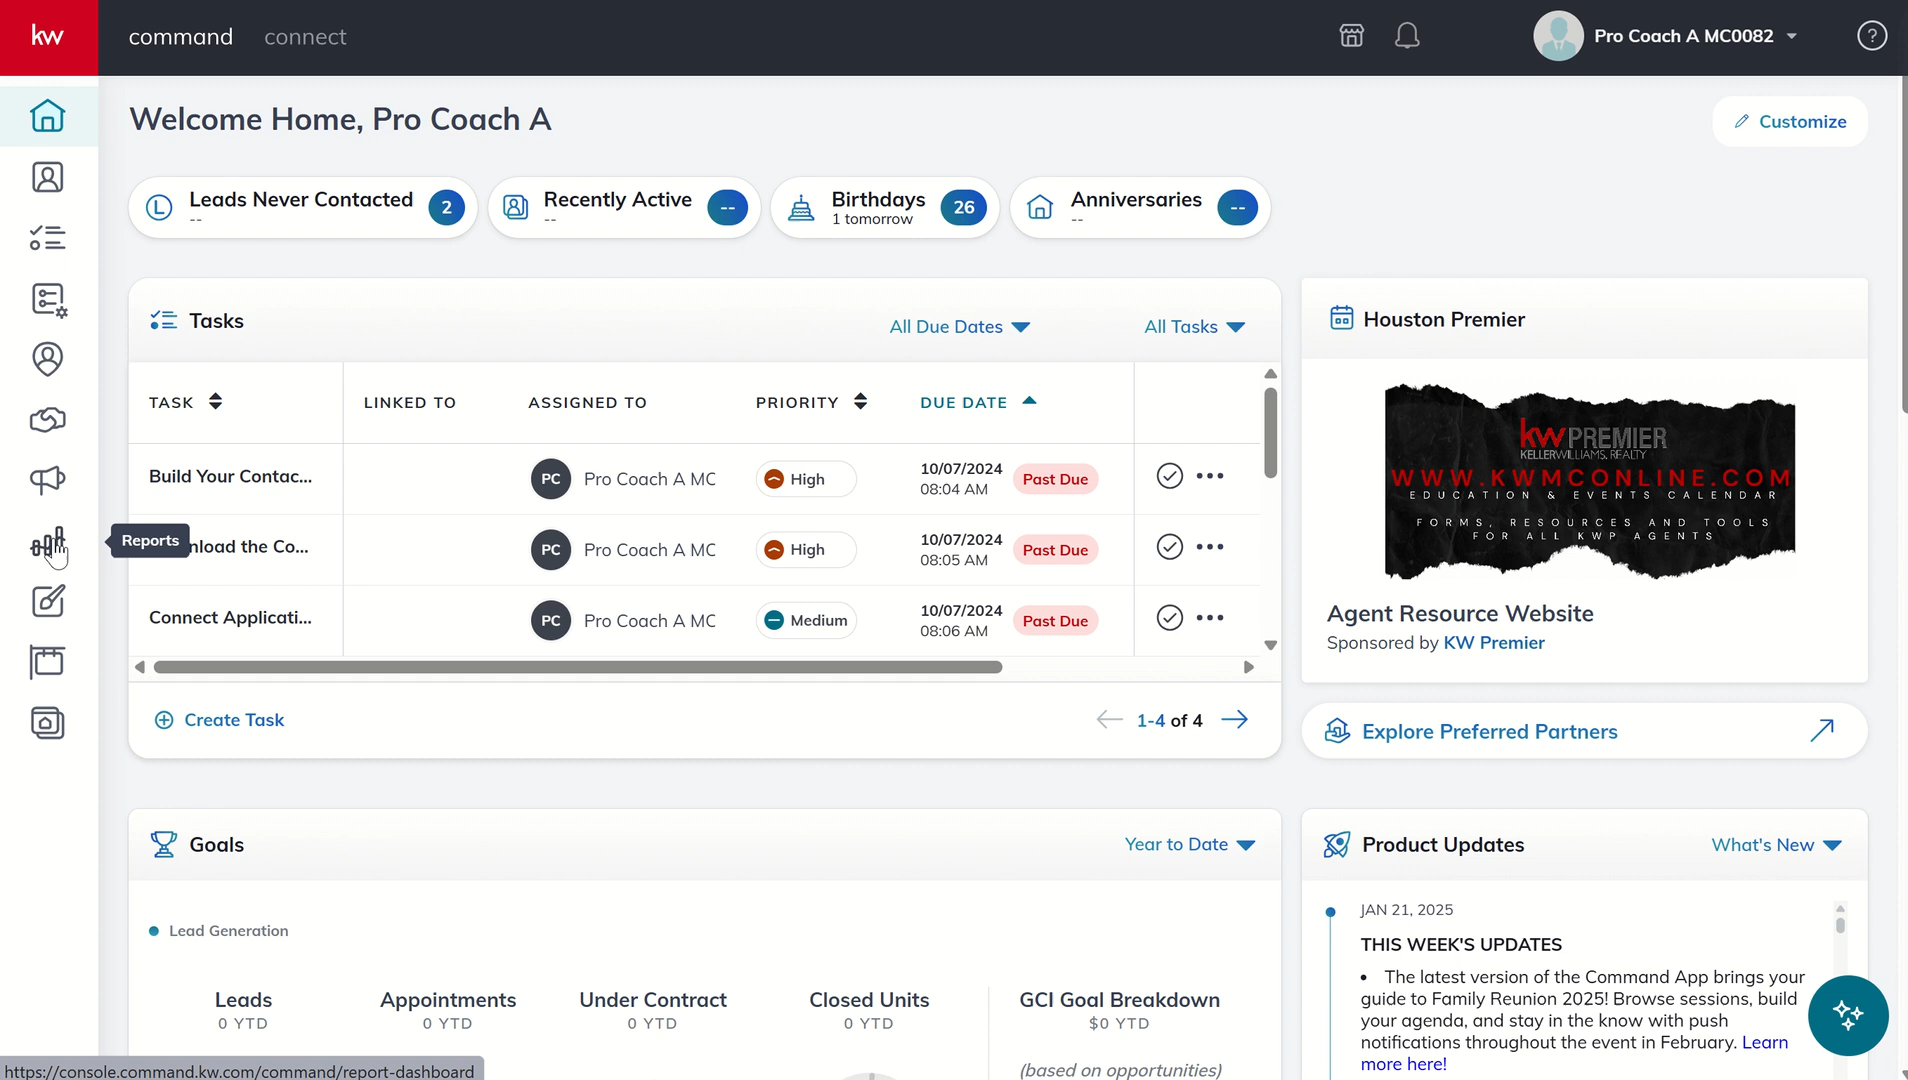 kw
command
connect
Pro Coach A MC0082
?
Welcome Home, Pro Coach A
Customize
L
Leads Never Contacted
--
2
Recently Active
--
--
Birthdays
1 tomorrow
26
Anniversaries
--
--
Tasks
All Due Dates
All Tasks
TASK
LINKED TO
ASSIGNED TO
PRIORITY
DUE DATE
Build Your Contac...
PC
Pro Coach A MC
High
10/07/2024
08:04 AM
Past Due
Reports
nload the Co...
PC
Pro Coach A MC
High
10/07/2024
08:05 AM
Past Due
Connect Applicati...
PC
Pro Coach A MC
Medium
10/07/2024
08:06 AM
Past Due
Create Task
1-4 of 4
Houston Premier
kwPREMIER
KELLERWILLIAMS. REALTY
WWW.KWMCONLINE.COM
EDUCATION & EVENTS CALENDAR
FORMS, RESOURCES AND TOOLS
FOR ALL KWP AGENTS
Agent Resource Website
Sponsored by KW Premier
Explore Preferred Partners
Goals
Year to Date
Lead Generation
Leads
0 YTD
Appointments
0 YTD
Under Contract
0 YTD
Closed Units
0 YTD
GCI Goal Breakdown
$0 YTD
(based on opportunities)
Product Updates
What's New
JAN 21, 2025
THIS WEEK'S UPDATES
• The latest version of the Command App brings your
guide to Family Reunion 2025! Browse sessions, build
your agenda, and stay in the know with push
notifications throughout the event in February. Learn
more here!
https://console.command.kw.com/command/report-dashboard